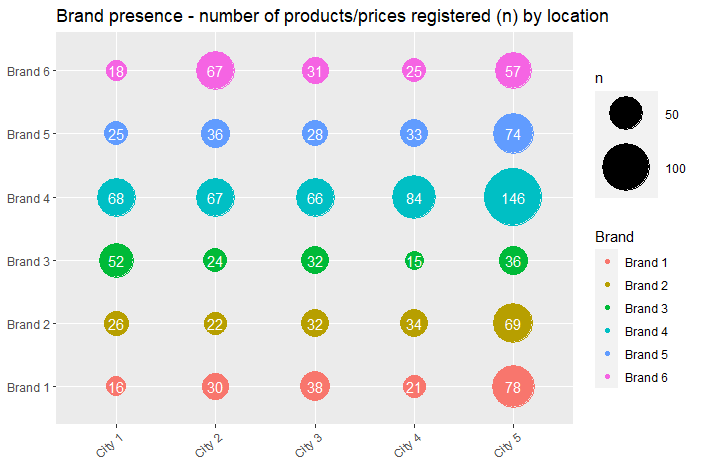 Brand presence - number of products/prices registered (n) by location
Brand 6
18 67 31 25 57
Brand 5
25 36 28 33 74
Brand 4
68 67 66 84 146
Brand 3
52 24 32 15 36
Brand 2
26 22 32 34 69
Brand 1
16 30 38 21 78
City 1
City 2
City 3
City 4
City 5
n
50
100
Brand
Brand 1
Brand 2
Brand 3
Brand 4
Brand 5
Brand 6